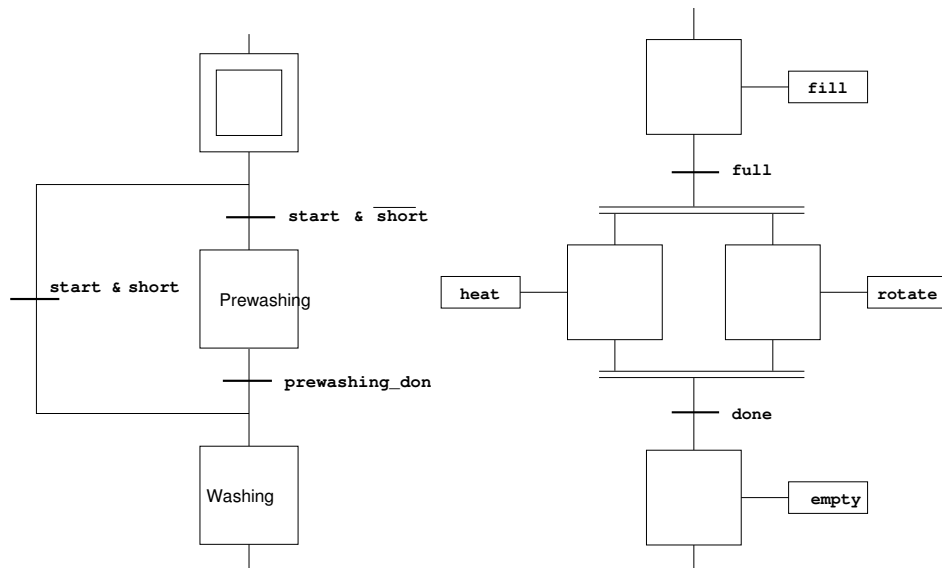 start & short
start & short
Prewashing
prewashing_don
Washing
fill
full
heat
rotate
done
empty